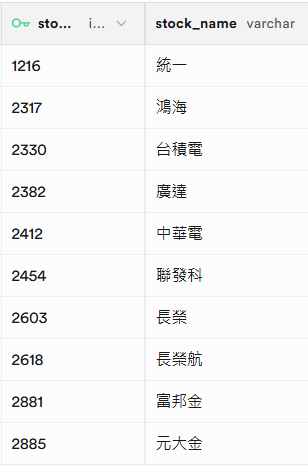 sto... i... stock_name varchar
1216 統一
2317 鴻海
2330 台積電
2382 廣達
2412 中華電
2454 聯發科
2603 長榮
2618 長榮航
2881 富邦金
2885 元大金